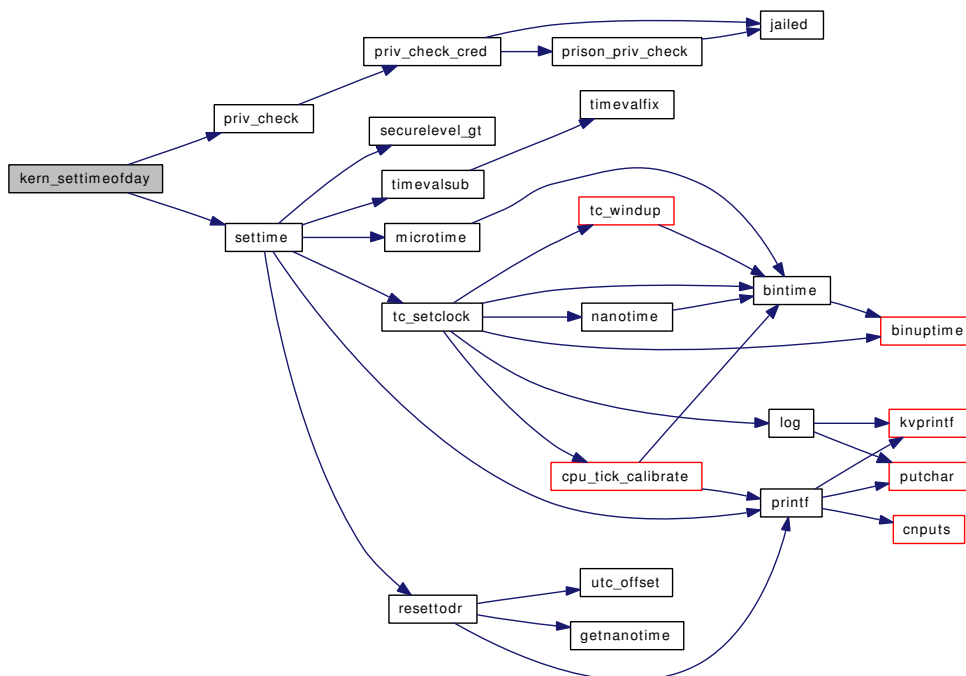 jailed
priv_check_cred
prison_priv_check
timevalfix
priv_check
securelevel_gt
kern_settimeofday
timevalsub
tc_windup
settime
microtime
bintime
tc_setclock
nanotime
binuptime
log
kvprintf
cpu_tick_calibrate
putchar
printf
cnputs
utc_offset
resettodr
getnanotime